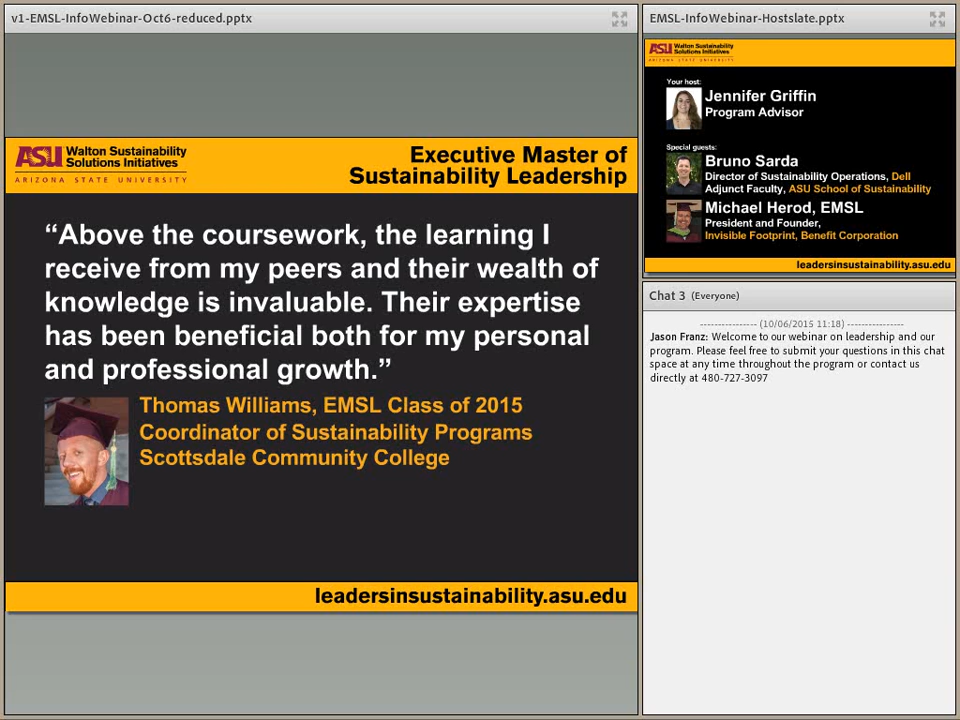 v1-EMSL-InfoWebinar-Oct6-reduced.pptx
ASU Walton Sustainability
Solutions Initiatives
ARIZONA STATE UNIVERSITY
Executive Master of
Sustainability Leadership
“Above the coursework, the learning I
receive from my peers and their wealth of
knowledge is invaluable. Their expertise
has been beneficial both for my personal
and professional growth.”
Thomas Williams, EMSL Class of 2015
Coordinator of Sustainability Programs
Scottsdale Community College
leadersinsustainability.asu.edu
EMSL-InfoWebinar-Hostslate.pptx
ASU Walton Sustainability
Solutions Initiatives
ARIZONA STATE UNIVERSITY
Your host:
Jennifer Griffin
Program Advisor
Special guests:
Bruno Sarda
Director of Sustainability Operations, Dell
Adjunct Faculty, ASU School of Sustainability
Michael Herod, EMSL
President and Founder,
Invisible Footprint, Benefit Corporation
leadersinsustainability.asu.edu
Chat 3 (Everyone)
---------------- (10/06/2015 11:18) ----------------
Jason Franz: Welcome to our webinar on leadership and our
program. Please feel free to submit your questions in this chat
space at any time throughout the program or contact us
directly at 480-727-3097